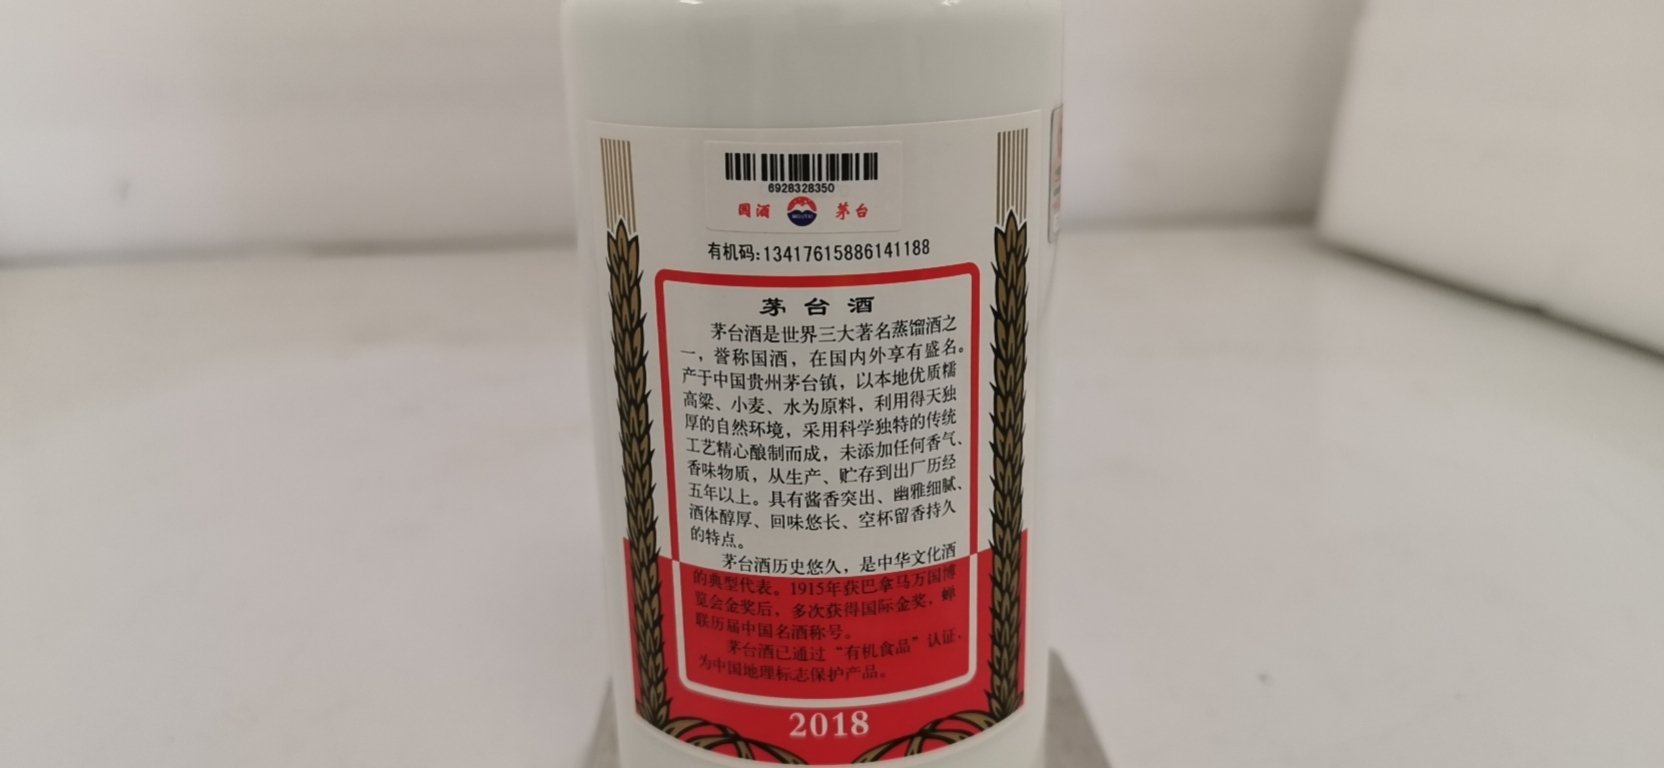 6928328350
国酒 MOUTAI 茅台
有机码:13417615886141188
茅台酒
茅台酒是世界三大著名蒸馏酒之
一，誉称国酒，在国内外享有盛名。
产于中国贵州茅台镇，以本地优质糯
高粱、小麦、水为原料，利用得天独
厚的自然环境，采用科学独特的传统
工艺精心酿制而成，未添加任何香气、
香味物质，从生产、贮存到出厂历经
五年以上。具有酱香突出、幽雅细腻、
酒体醇厚、回味悠长、空杯留香持久
的特点。
茅台酒历史悠久，是中华文化酒
的典型代表。1915年获巴拿马万国博
览会金奖后，多次获得国际金奖，蝉
联历届中国名酒称号。
茅台酒已通过“有机食品”认证，
为中国地理标志保护产品。
2018